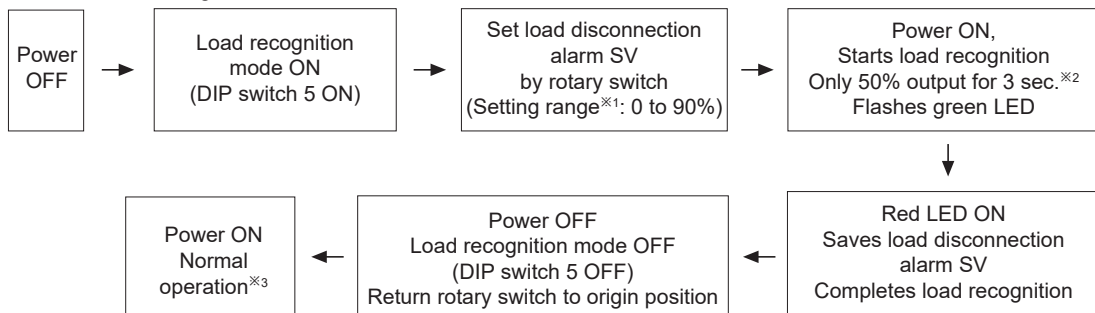 Power
OFF
Load recognition
mode ON
(DIP switch 5 ON)
Set load disconnection
alarm SV
by rotary switch
(Setting range※1: 0 to 90%)
Power ON,
Starts load recognition
Only 50% output for 3 sec.※2
Flashes green LED
Red LED ON
Saves load disconnection
alarm SV
Completes load recognition
Power OFF
Load recognition mode OFF
(DIP switch 5 OFF)
Return rotary switch to origin position
Power ON
Normal
operation※3